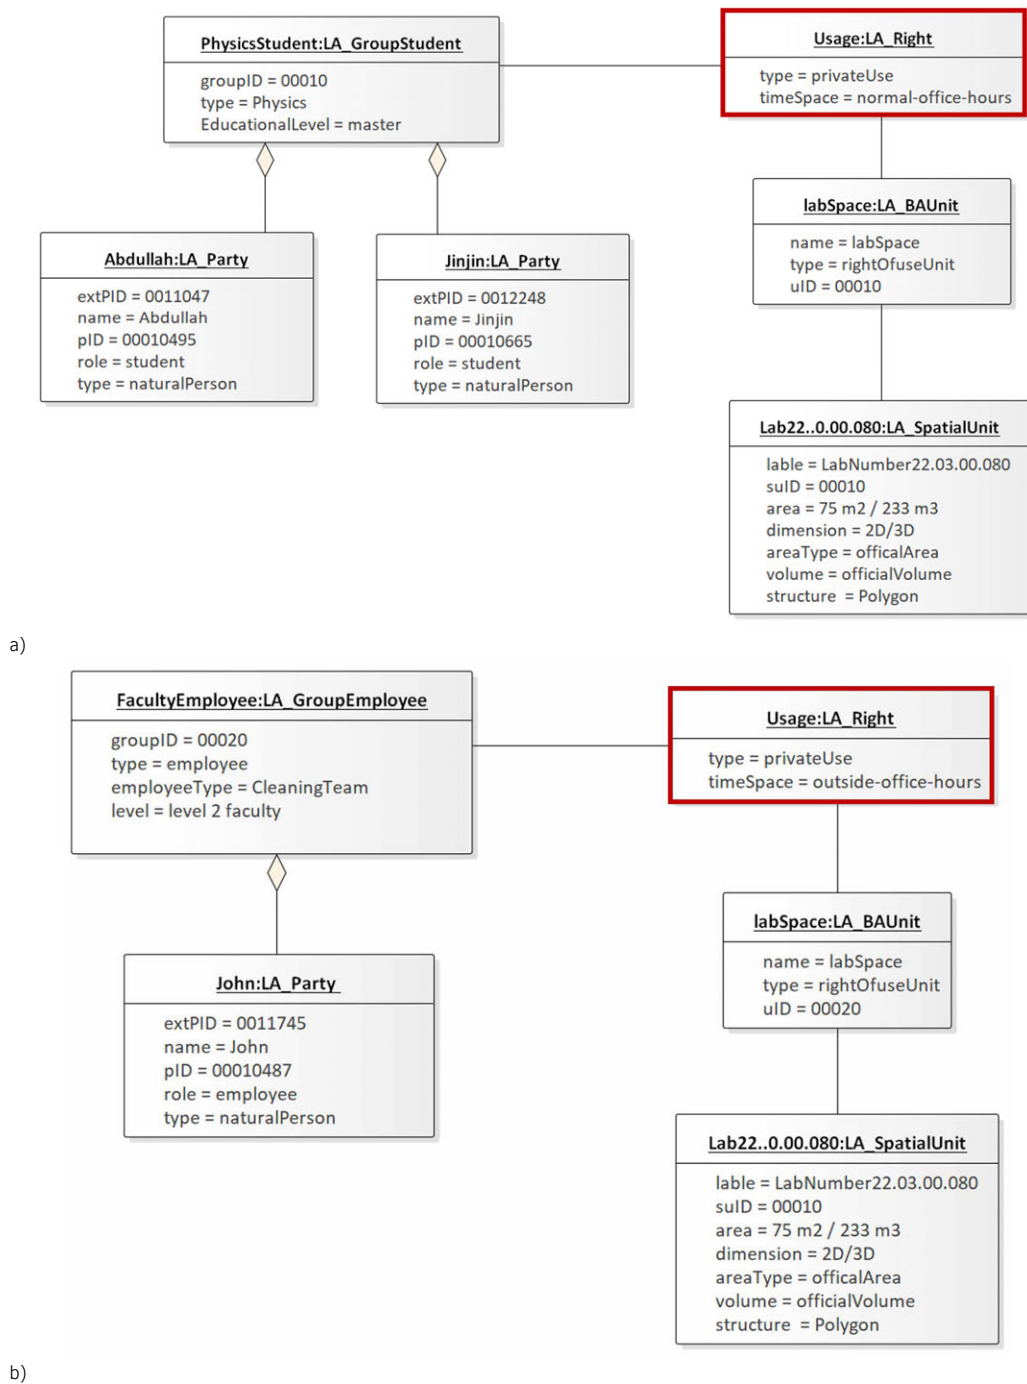 PhysicsStudent:LA_GroupStudent
groupID = 00010
type = Physics
EducationalLevel = master
Usage:LA_Right
type = privateUse
timeSpace = normal-office-hours
labSpace:LA_BAUnit
name = labSpace
type = rightOfuseUnit
uID = 00010
Abdullah:LA_Party
extPID = 0011047
name = Abdullah
pID = 00010495
role = student
type = naturalPerson
Jinjin:LA_Party
extPID = 0012248
name = Jinjin
pID = 00010665
role = student
type = naturalPerson
Lab22..0.00.080:LA_SpatialUnit
lable = LabNumber22.03.00.080
suID = 00010
area = 75 m2 / 233 m3
dimension = 2D/3D
areaType = officalArea
volume = officialVolume
structure = Polygon
a)
FacultyEmployee:LA_GroupEmployee
groupID = 00020
type = employee
employeeType = CleaningTeam
level = level 2 faculty
Usage:LA_Right
type = privateUse
timeSpace = outside-office-hours
labSpace:LA_BAUnit
name = labSpace
type = rightOfuseUnit
uID = 00020
John:LA_Party
extPID = 0011745
name = John
pID = 00010487
role = employee
type = naturalPerson
Lab22..0.00.080:LA_SpatialUnit
lable = LabNumber22.03.00.080
suID = 00010
area = 75 m2 / 233 m3
dimension = 2D/3D
areaType = officalArea
volume = officialVolume
structure = Polygon
b)